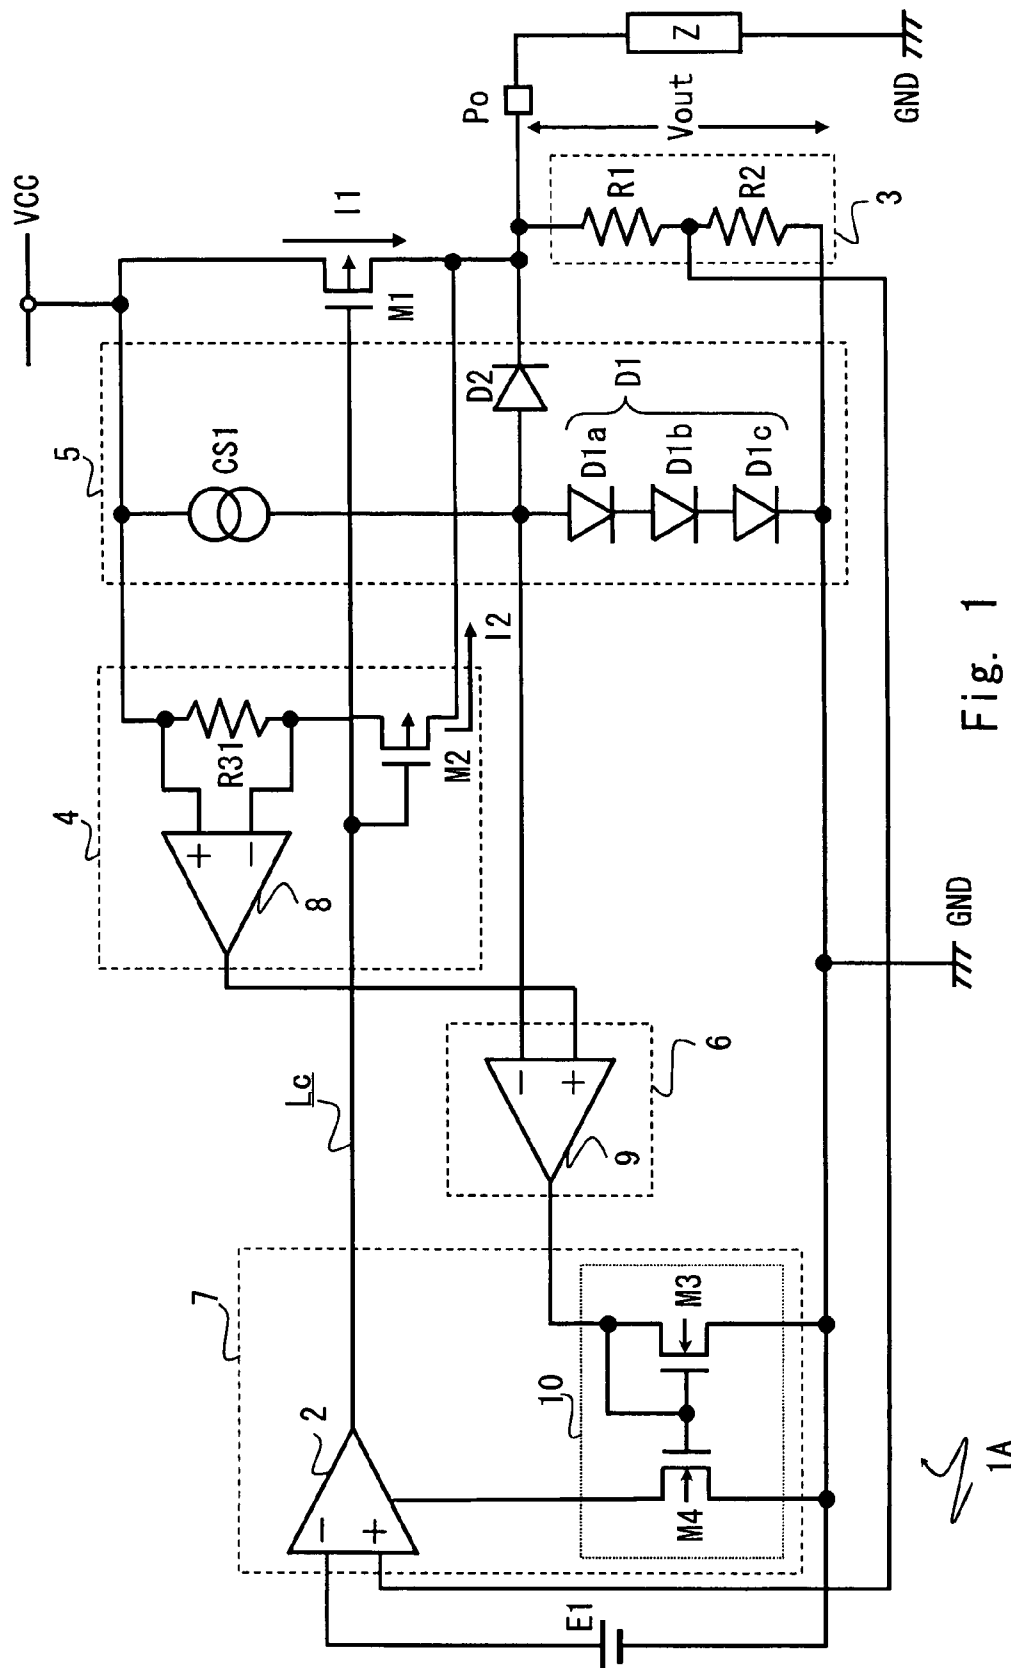 VCC
I1
M1
Po
Z
GND
Vout
R1
R2
3
5
CS1
D2
D1
D1a
D1b
D1c
4
R31
+
−
8
M2
I2
Lc
6
−
+
9
7
2
−
+
10
M3
M4
E1
GND
1A
Fig. 1